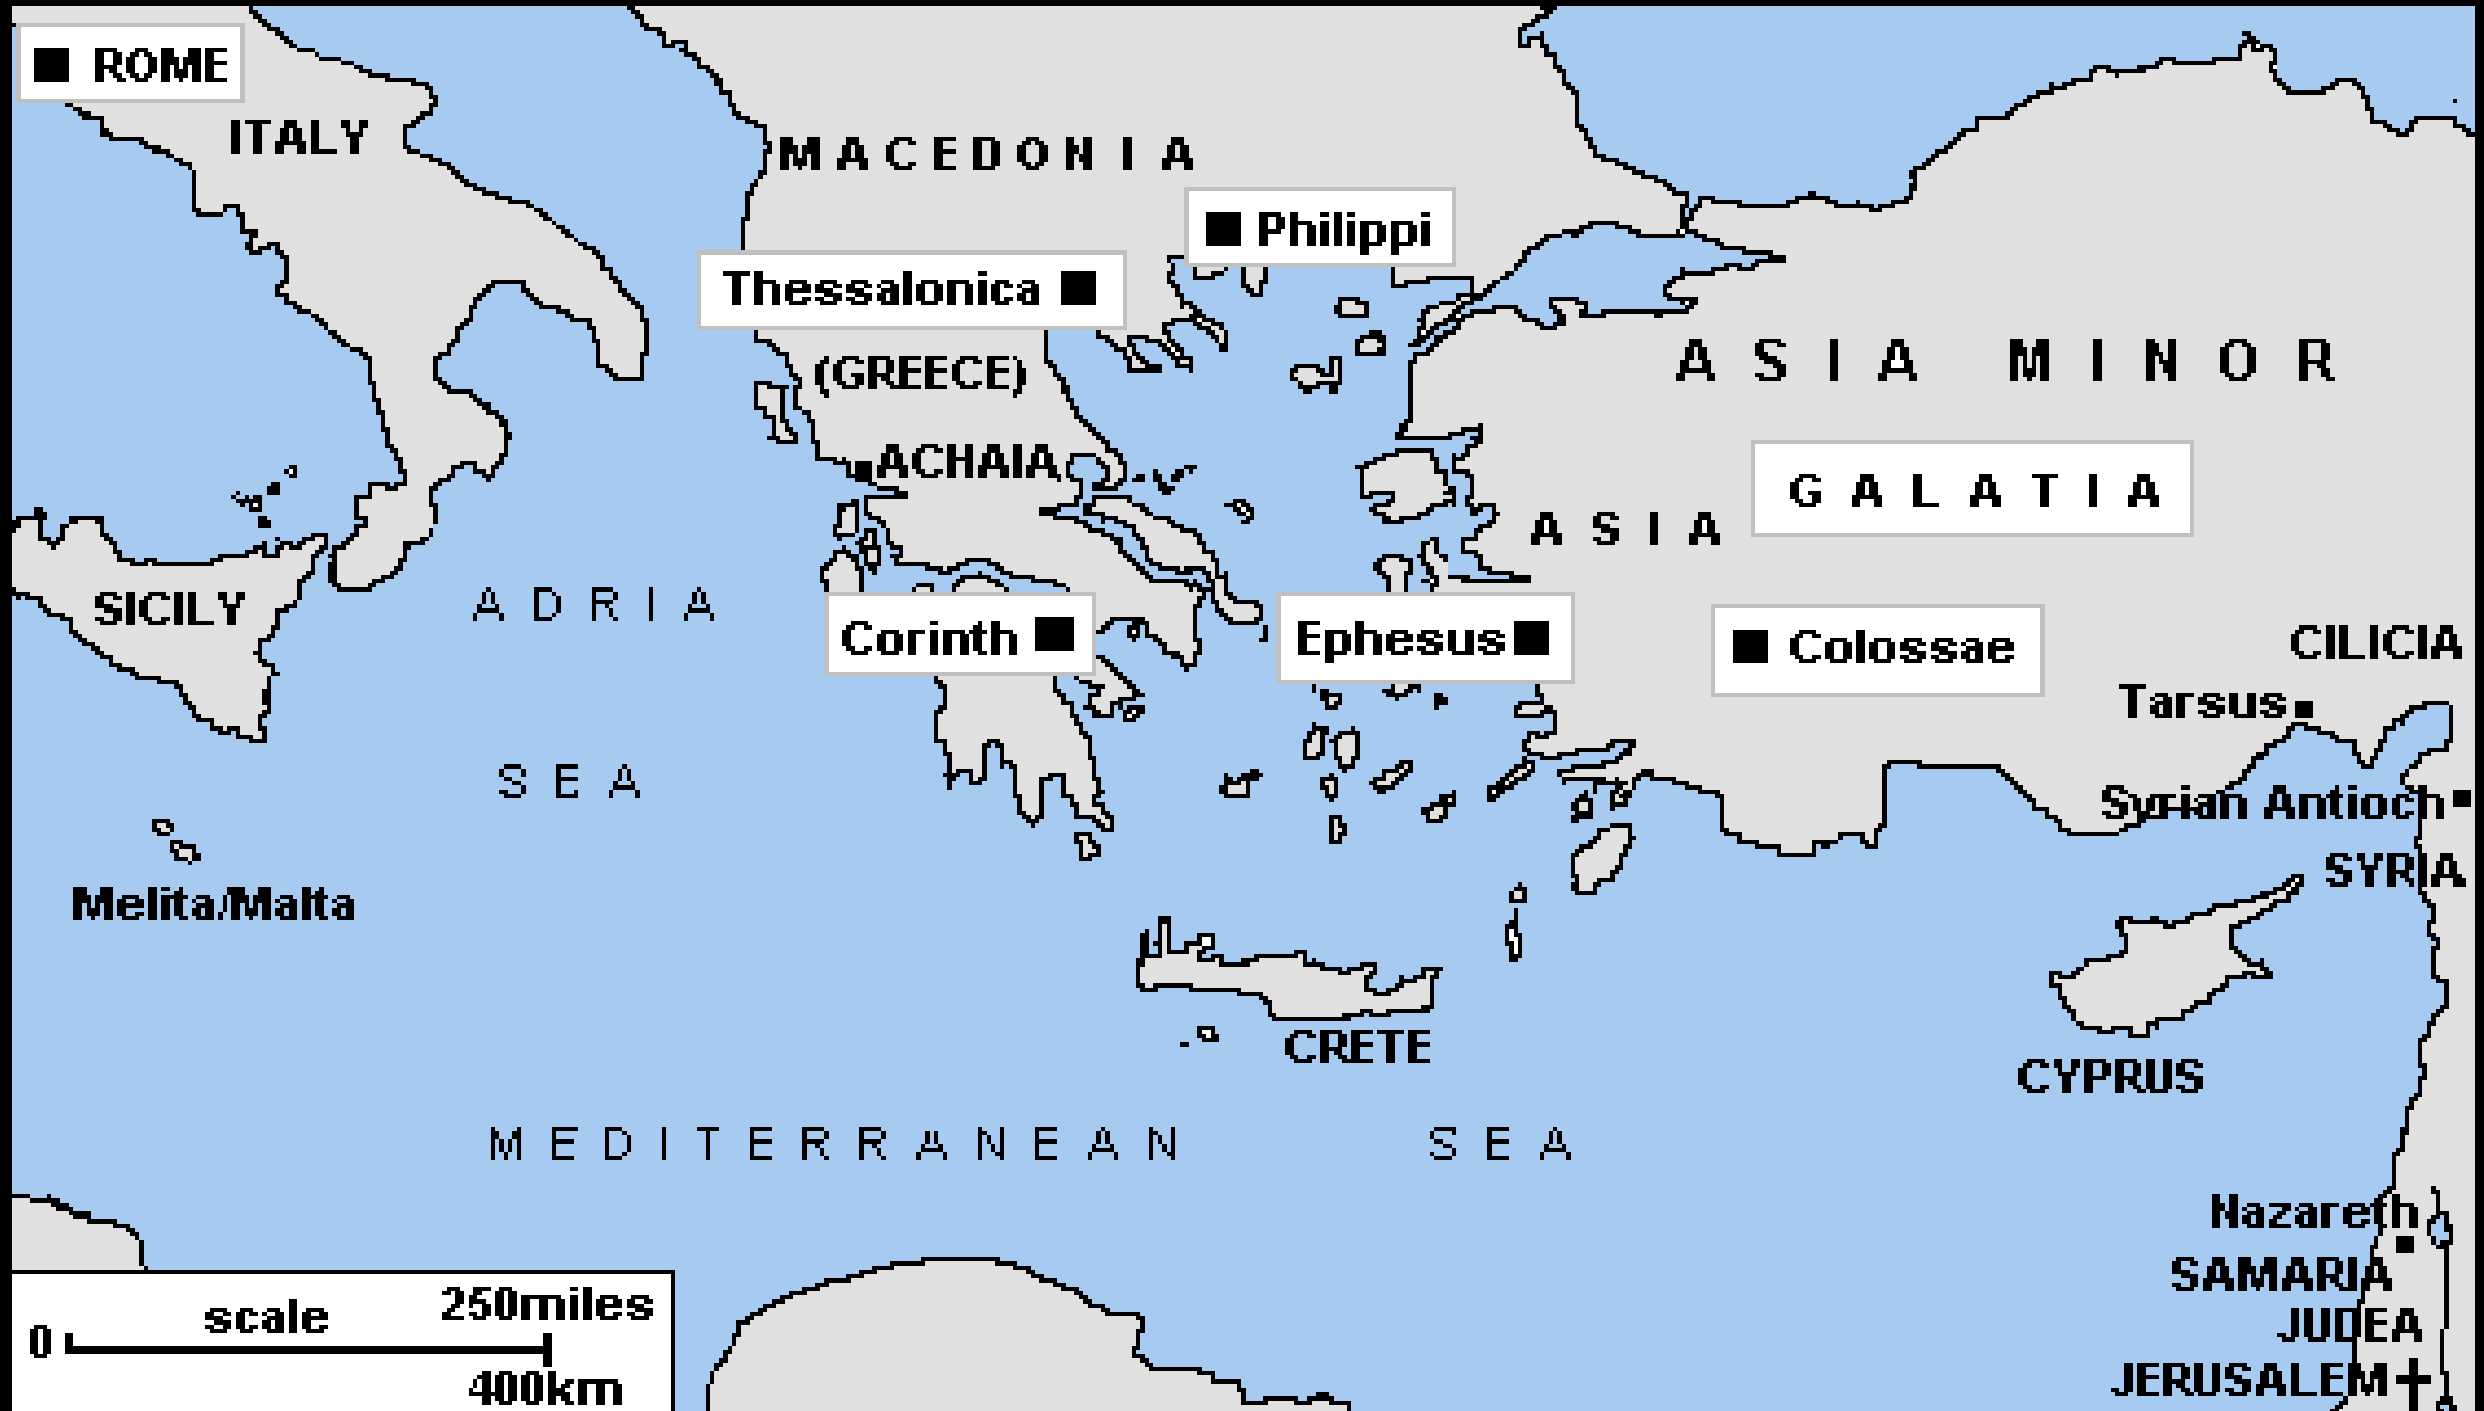 ROME
ITALY
MACEDONIA
Philippi
Thessalonica
(GREECE)
ASIA MINOR
ACHAIA
GALATIA
ASIA
SICILY
ADRIA
SEA
Corinth
Ephesus
Colossae
CILICIA
Tarsus
Syrian Antioch
SYRIA
Melita/Malta
CRETE
CYPRUS
MEDITERRANEAN SEA
Nazareth
SAMARIA
JUDEA
JERUSALEM
scale
250miles
0
400km